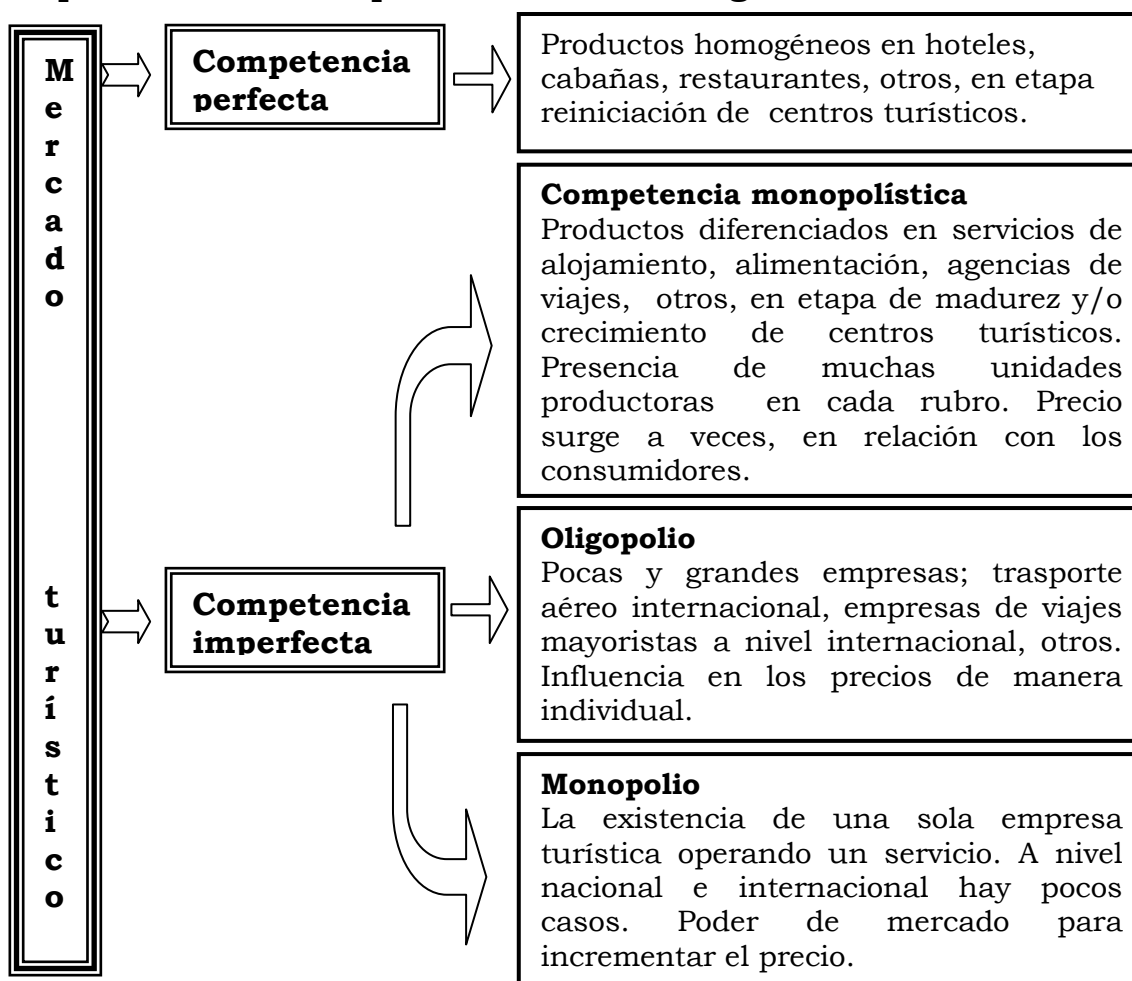 Mercado
turístico
Competencia
perfecta
Productos homogéneos en hoteles,
cabañas, restaurantes, otros, en etapa
reiniciación de centros turísticos.
Competencia
imperfecta
Competencia monopolística
Productos diferenciados en servicios de
alojamiento, alimentación, agencias de
viajes, otros, en etapa de madurez y/o
crecimiento de centros turísticos.
Presencia de muchas unidades
productoras en cada rubro. Precio
surge a veces, en relación con los
consumidores.
Oligopolio
Pocas y grandes empresas; trasporte
aéreo internacional, empresas de viajes
mayoristas a nivel internacional, otros.
Influencia en los precios de manera
individual.
Monopolio
La existencia de una sola empresa
turística operando un servicio. A nivel
nacional e internacional hay pocos
casos. Poder de mercado para
incrementar el precio.